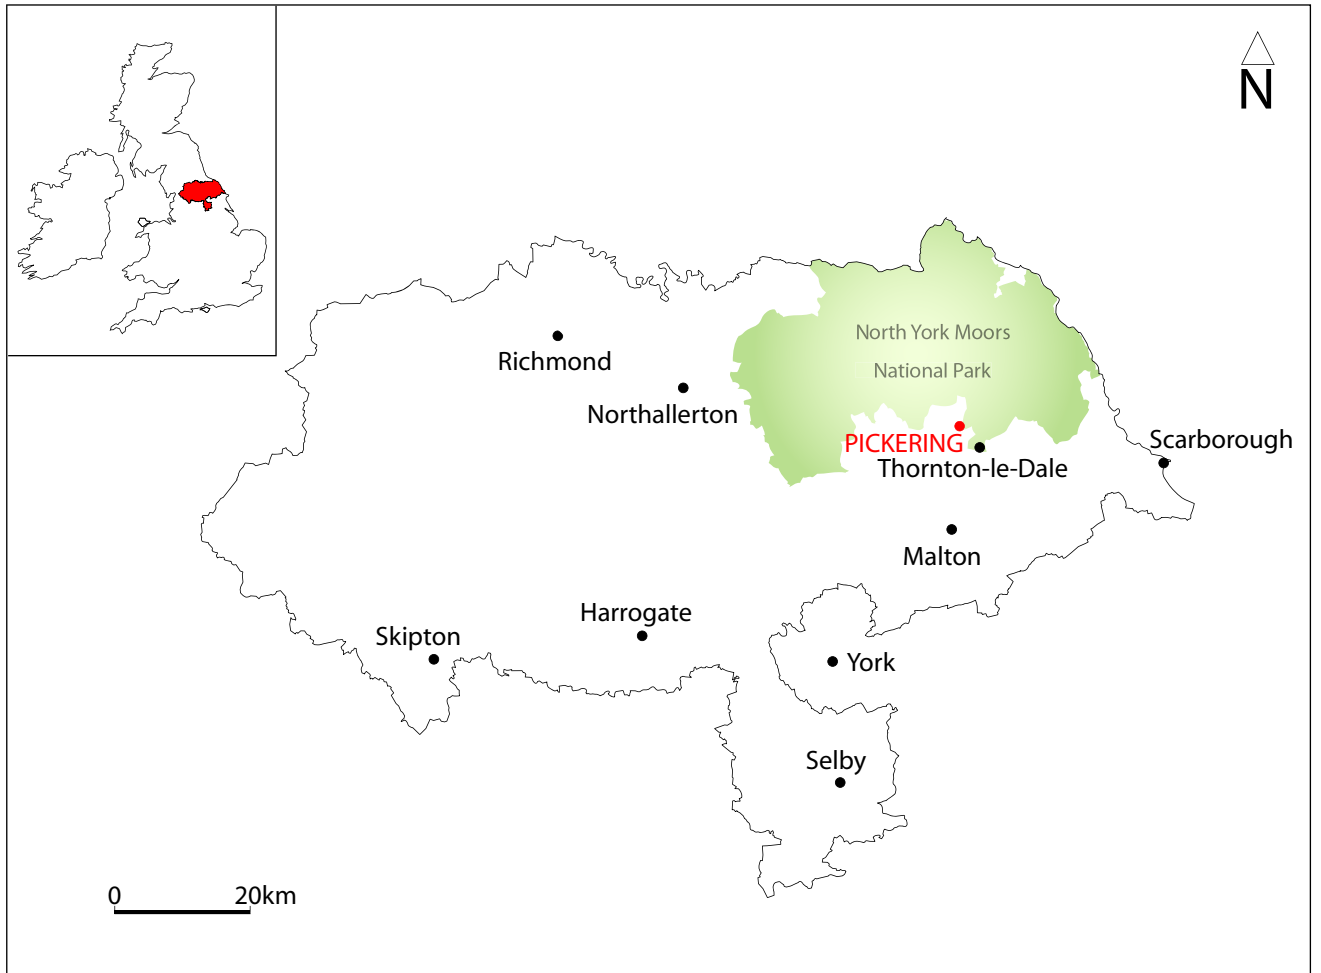 N
North York Moors
National Park
Richmond
Northallerton
PICKERING
Scarborough
Thornton-le-Dale
Malton
Harrogate
Skipton
York
Selby
0 20km